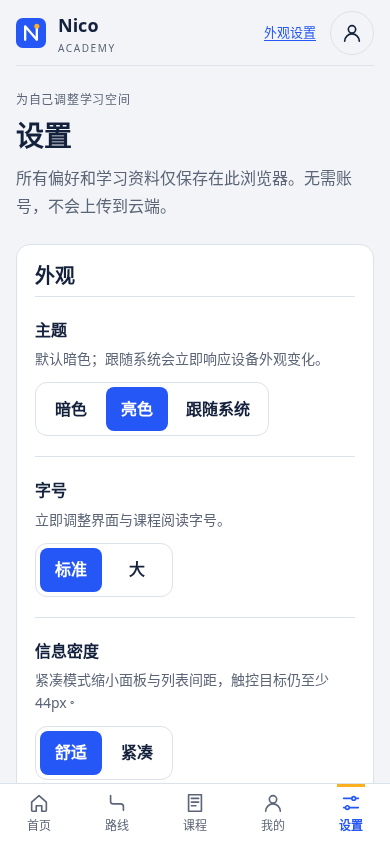 Nico
ACADEMY
外观设置
为自己调整学习空间
设置
所有偏好和学习资料仅保存在此浏览器。无需账
号，不会上传到云端。
外观
主题
默认暗色；跟随系统会立即响应设备外观变化。
暗色 亮色 跟随系统
字号
立即调整界面与课程阅读字号。
标准 大
信息密度
紧凑模式缩小面板与列表间距，触控目标仍至少
44px。
舒适 紧凑
首页 路线 课程 我的 设置